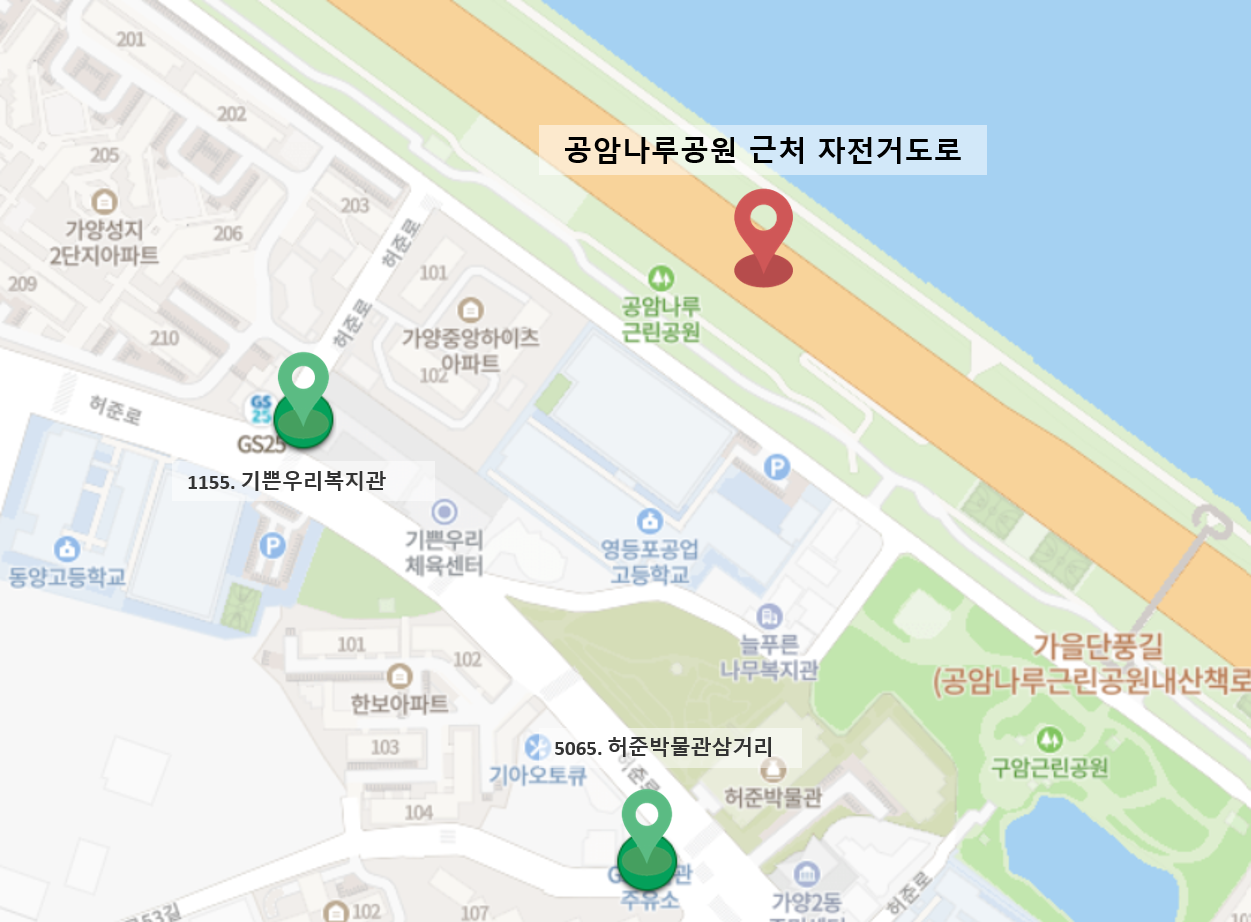 201
202
공암나루공원 근처 자전거도로
205
203
가양성지
2단지아파트
206
허준로
101
209
공암나루
근린공원
허준로
210
가양중앙하이츠
아파트
102
허준로
GS
25
GS25
P
1155. 기쁜우리복지관
기쁜우리
체육센터
영등포공업
고등학교
P
동양고등학교
늘푸른
나무복지관
101
102
가을단풍길
(공암나루근린공원내산책로
한보아파트
103
5065. 허준박물관삼거리
기아오토큐
허준로
허준박물관
구암근린공원
104
주유소
가양2동
허준로
53길
102
107